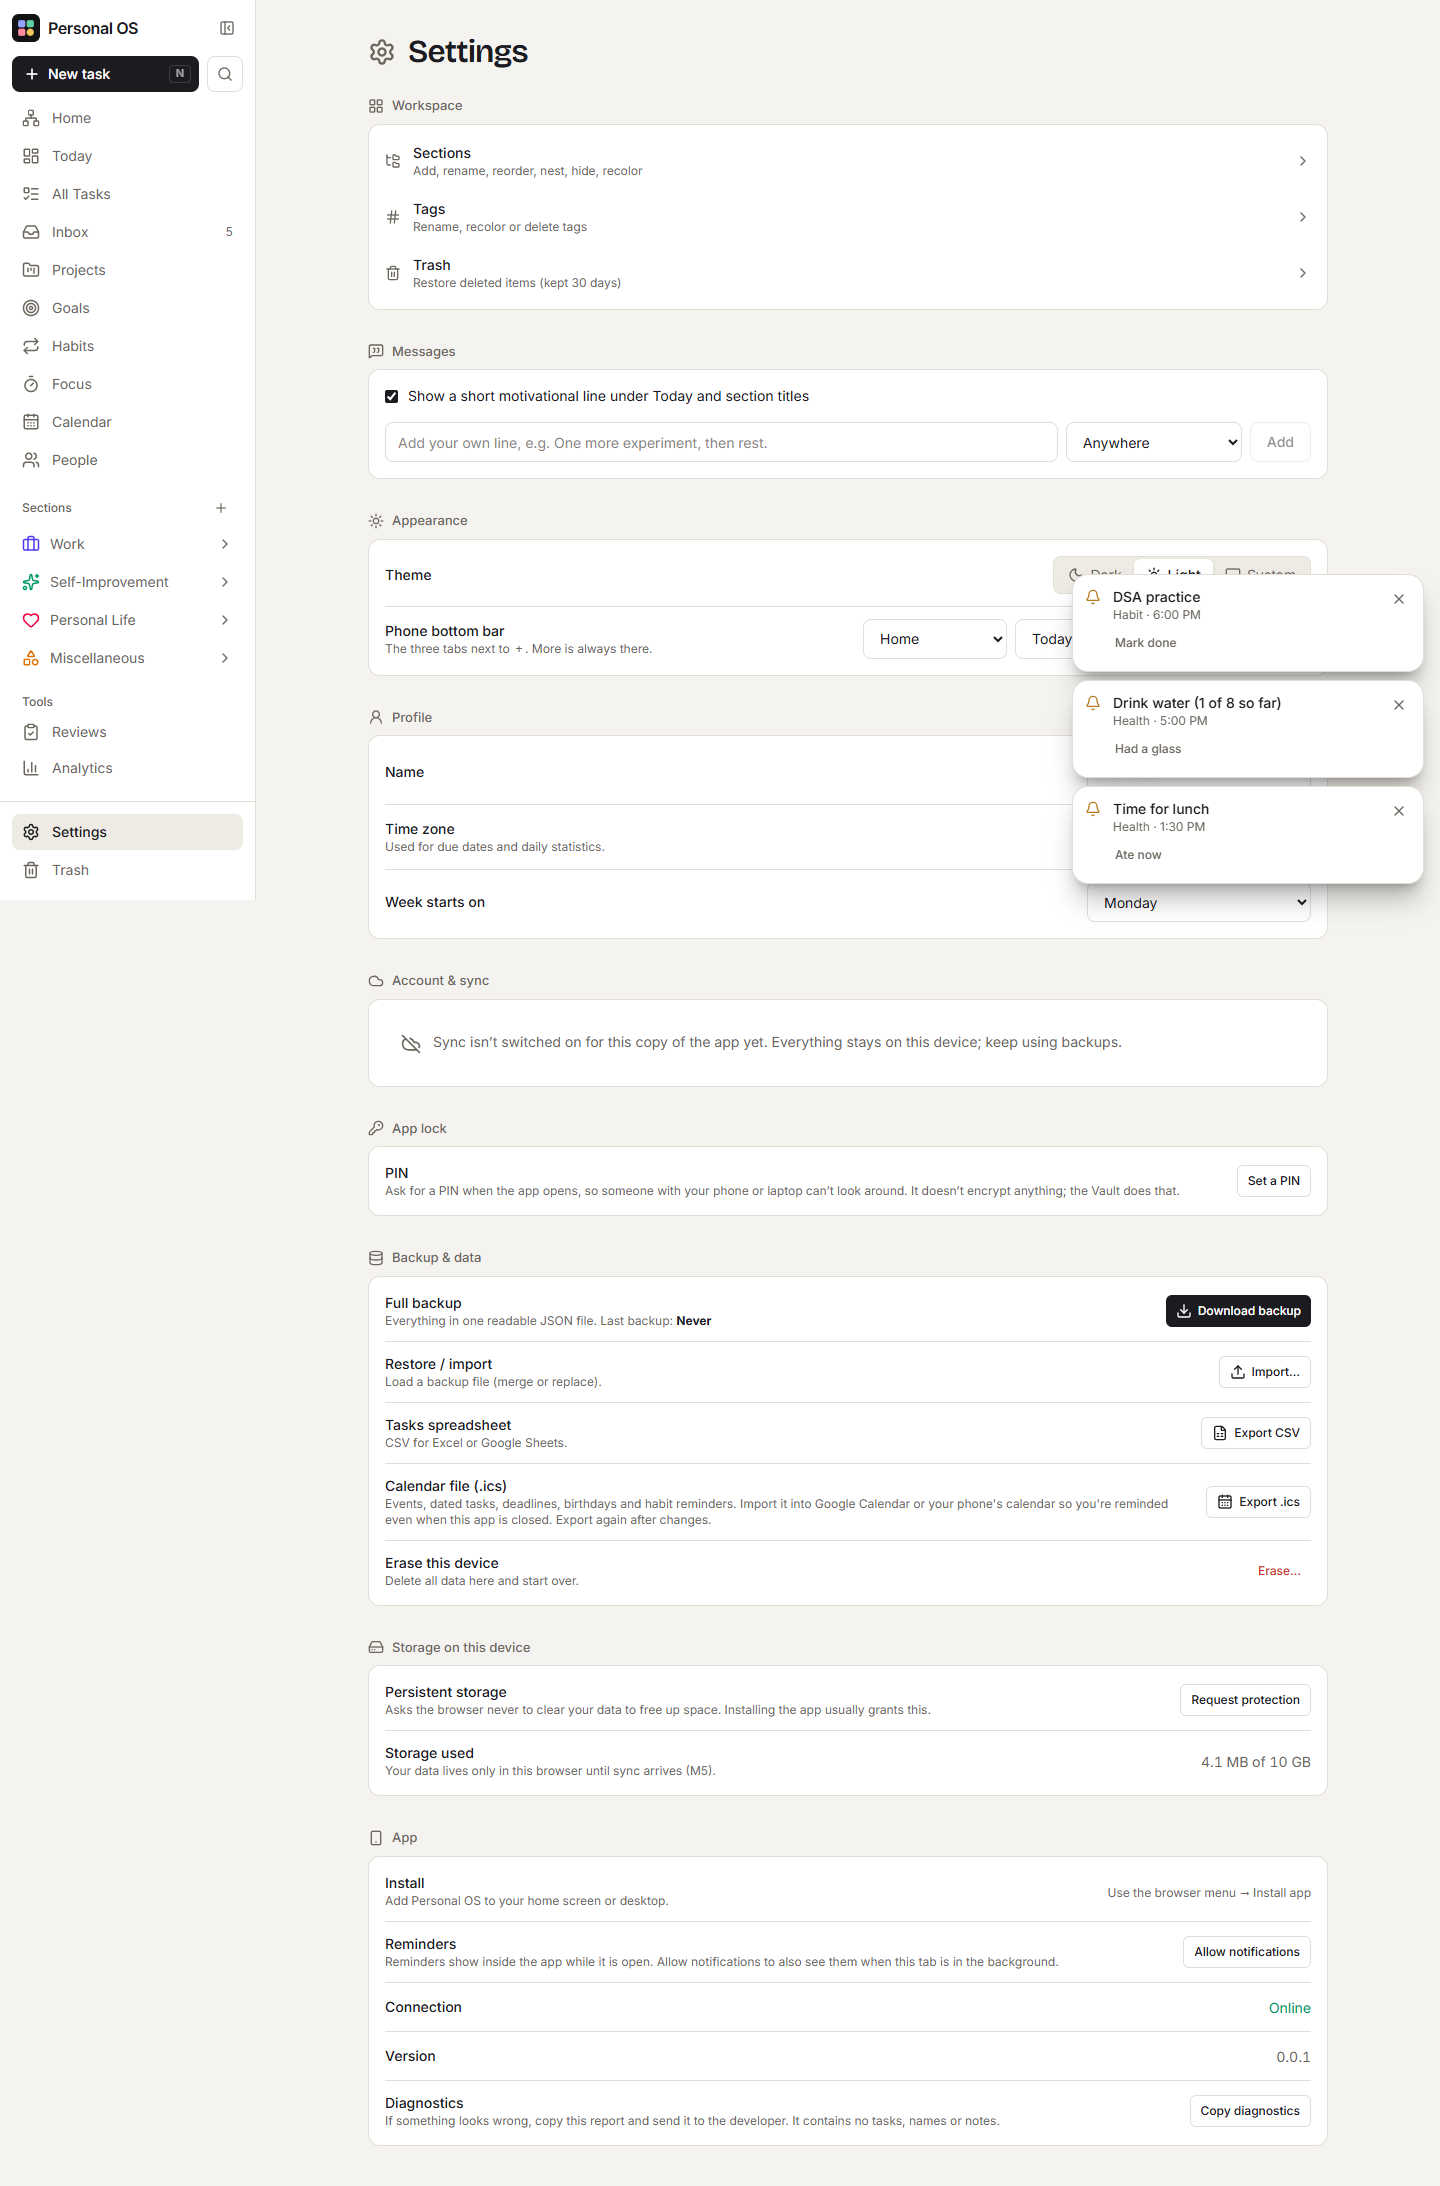 Personal OS
New task
N
Home
Today
All Tasks
Inbox
5
Projects
Goals
Habits
Focus
Calendar
People
Sections
Work
Self-Improvement
Personal Life
Miscellaneous
Tools
Reviews
Analytics
Settings
Trash
Settings
Workspace
Sections
Add, rename, reorder, nest, hide, recolor
Tags
Rename, recolor or delete tags
Trash
Restore deleted items (kept 30 days)
Messages
Show a short motivational line under Today and section titles
Add your own line, e.g. One more experiment, then rest.
Anywhere
Add
Appearance
Theme
Dark
Light
System
Phone bottom bar
The three tabs next to +. More is always there.
Home
Today
DSA practice
Habit · 6:00 PM
Mark done
Drink water (1 of 8 so far)
Health · 5:00 PM
Had a glass
Time for lunch
Health · 1:30 PM
Ate now
Profile
Name
Time zone
Used for due dates and daily statistics.
Week starts on
Monday
Account & sync
Sync isn’t switched on for this copy of the app yet. Everything stays on this device; keep using backups.
App lock
PIN
Ask for a PIN when the app opens, so someone with your phone or laptop can’t look around. It doesn’t encrypt anything; the Vault does that.
Set a PIN
Backup & data
Full backup
Everything in one readable JSON file. Last backup: Never
Download backup
Restore / import
Load a backup file (merge or replace).
Import...
Tasks spreadsheet
CSV for Excel or Google Sheets.
Export CSV
Calendar file (.ics)
Events, dated tasks, deadlines, birthdays and habit reminders. Import it into Google Calendar or your phone's calendar so you're reminded
even when this app is closed. Export again after changes.
Export .ics
Erase this device
Delete all data here and start over.
Erase...
Storage on this device
Persistent storage
Asks the browser never to clear your data to free up space. Installing the app usually grants this.
Request protection
Storage used
Your data lives only in this browser until sync arrives (M5).
4.1 MB of 10 GB
App
Install
Add Personal OS to your home screen or desktop.
Use the browser menu → Install app
Reminders
Reminders show inside the app while it is open. Allow notifications to also see them when this tab is in the background.
Allow notifications
Connection
Online
Version
0.0.1
Diagnostics
If something looks wrong, copy this report and send it to the developer. It contains no tasks, names or notes.
Copy diagnostics